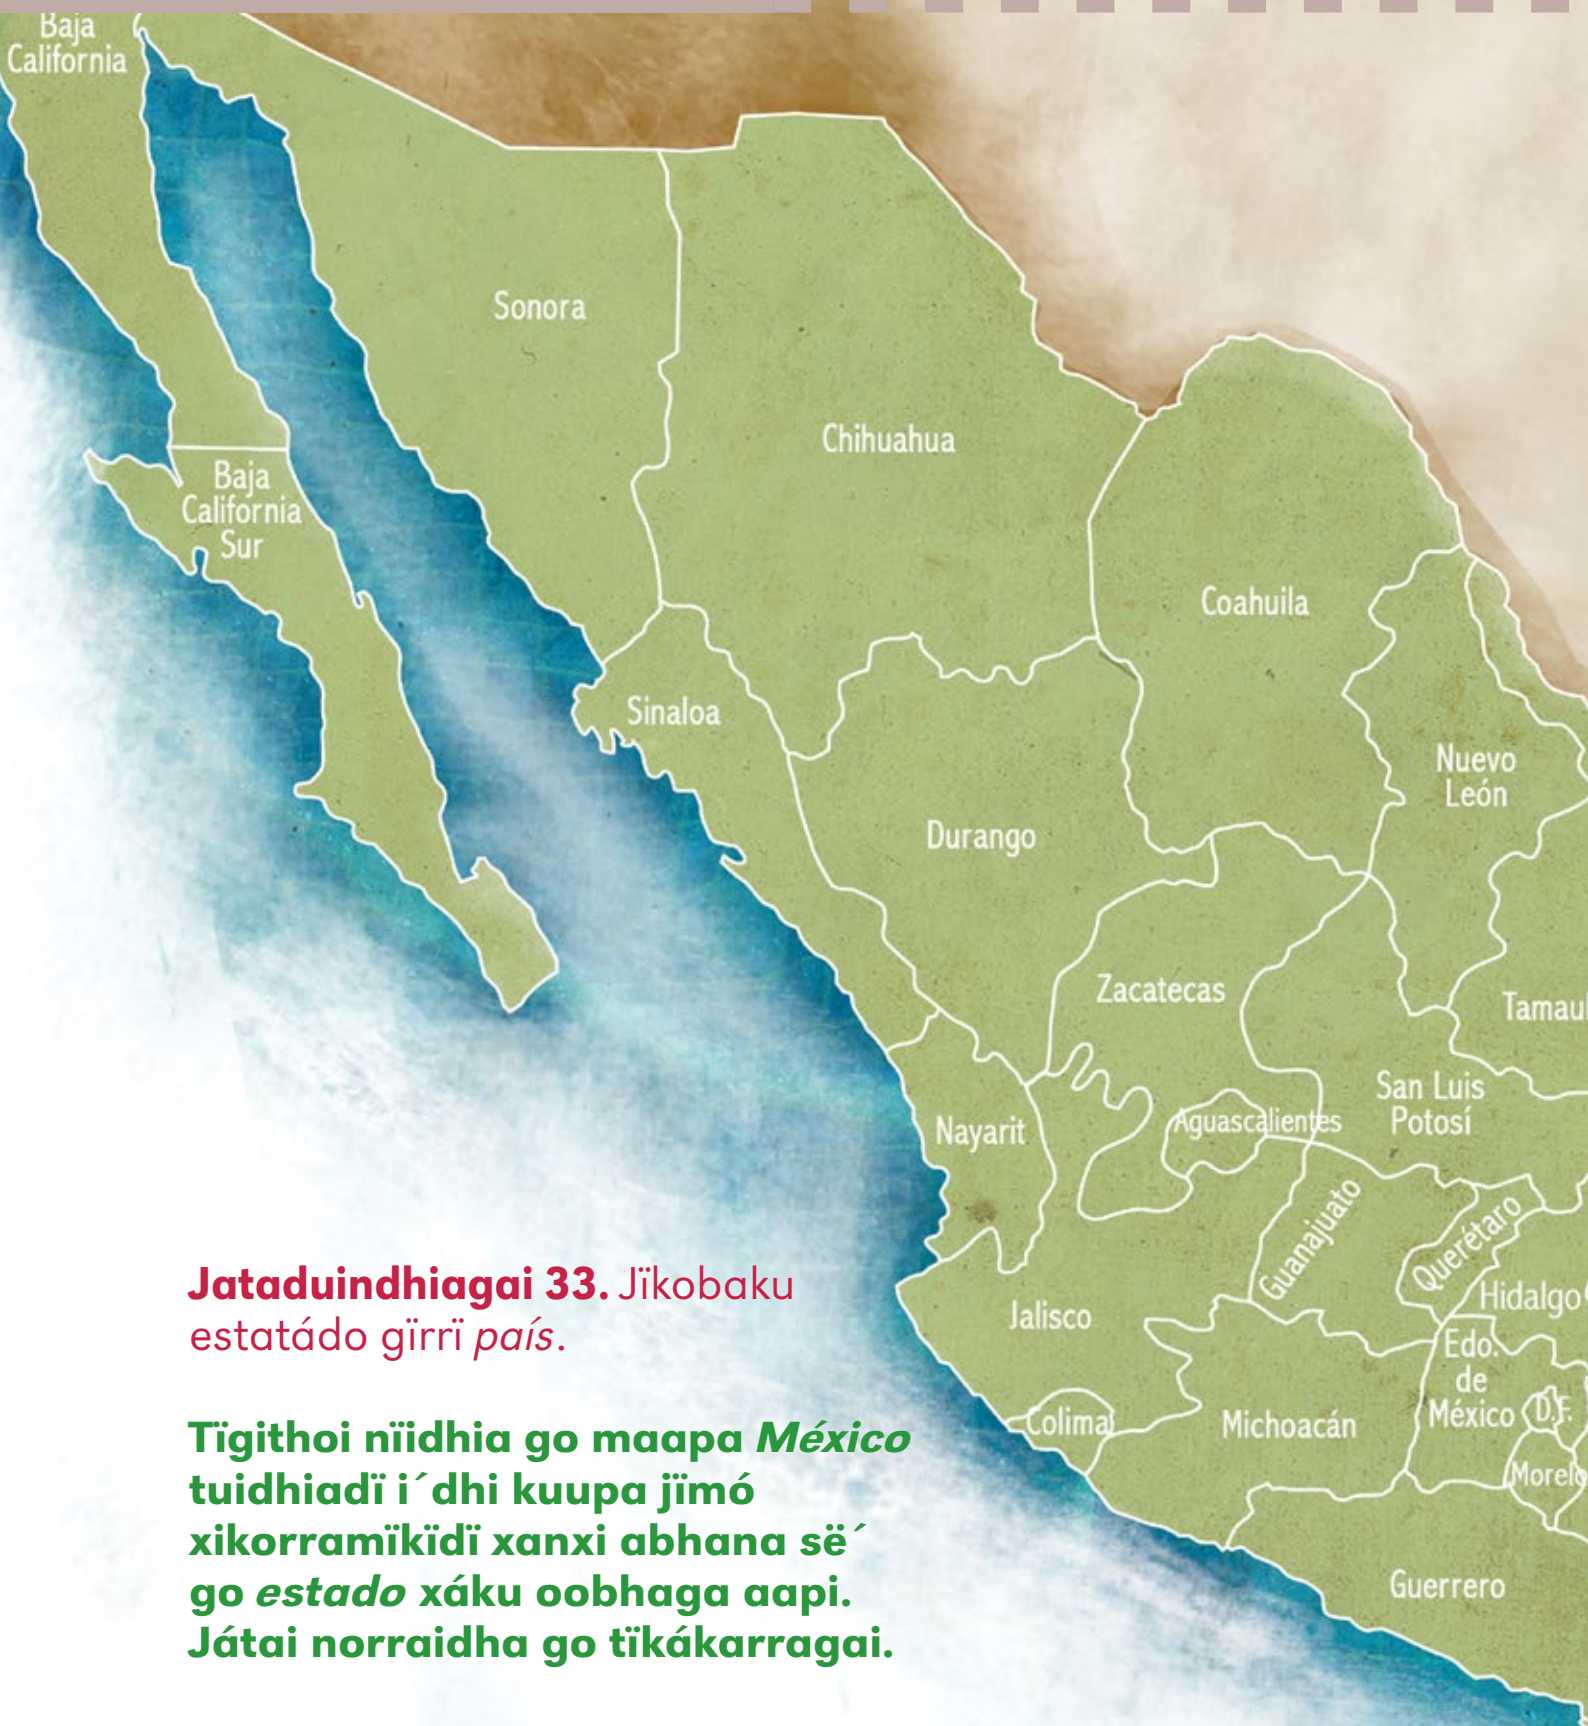 Baja
California
Sonora
Chihuahua
Baja
California
Sur
Coahuila
Sinaloa
Nuevo
León
Durango
Zacatecas
Tamaul
San Luis
Potosí
Nayarit
Aguascalientes
Guanajuato
Querétaro
Hidalgo
Jalisco
Edo.
de
México
D.F.
Colima
Michoacán
Morelo
Guerrero
Jataduindhiagai 33. Jïkobaku
estatádo gïrrï país.
Tïgithoi nïidhia go maapa México
tuidhiadï i´dhi kuupa jïmó
xikorramïkïdï xanxi abhana së´
go estado xáku oobhaga aapi.
Játai norraidha go tïkákarragai.